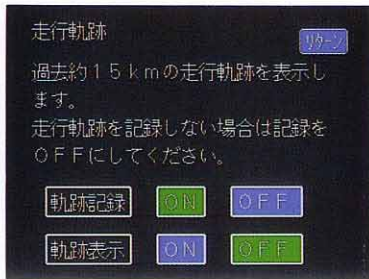 走行軌跡
リターン
過去約１５ｋｍの走行軌跡を表示し
ます。
走行軌跡を記録しない場合は記録を
ＯＦＦにしてください。
軌跡記録 ＯＮ ＯＦＦ
軌跡表示 ＯＮ ＯＦＦ